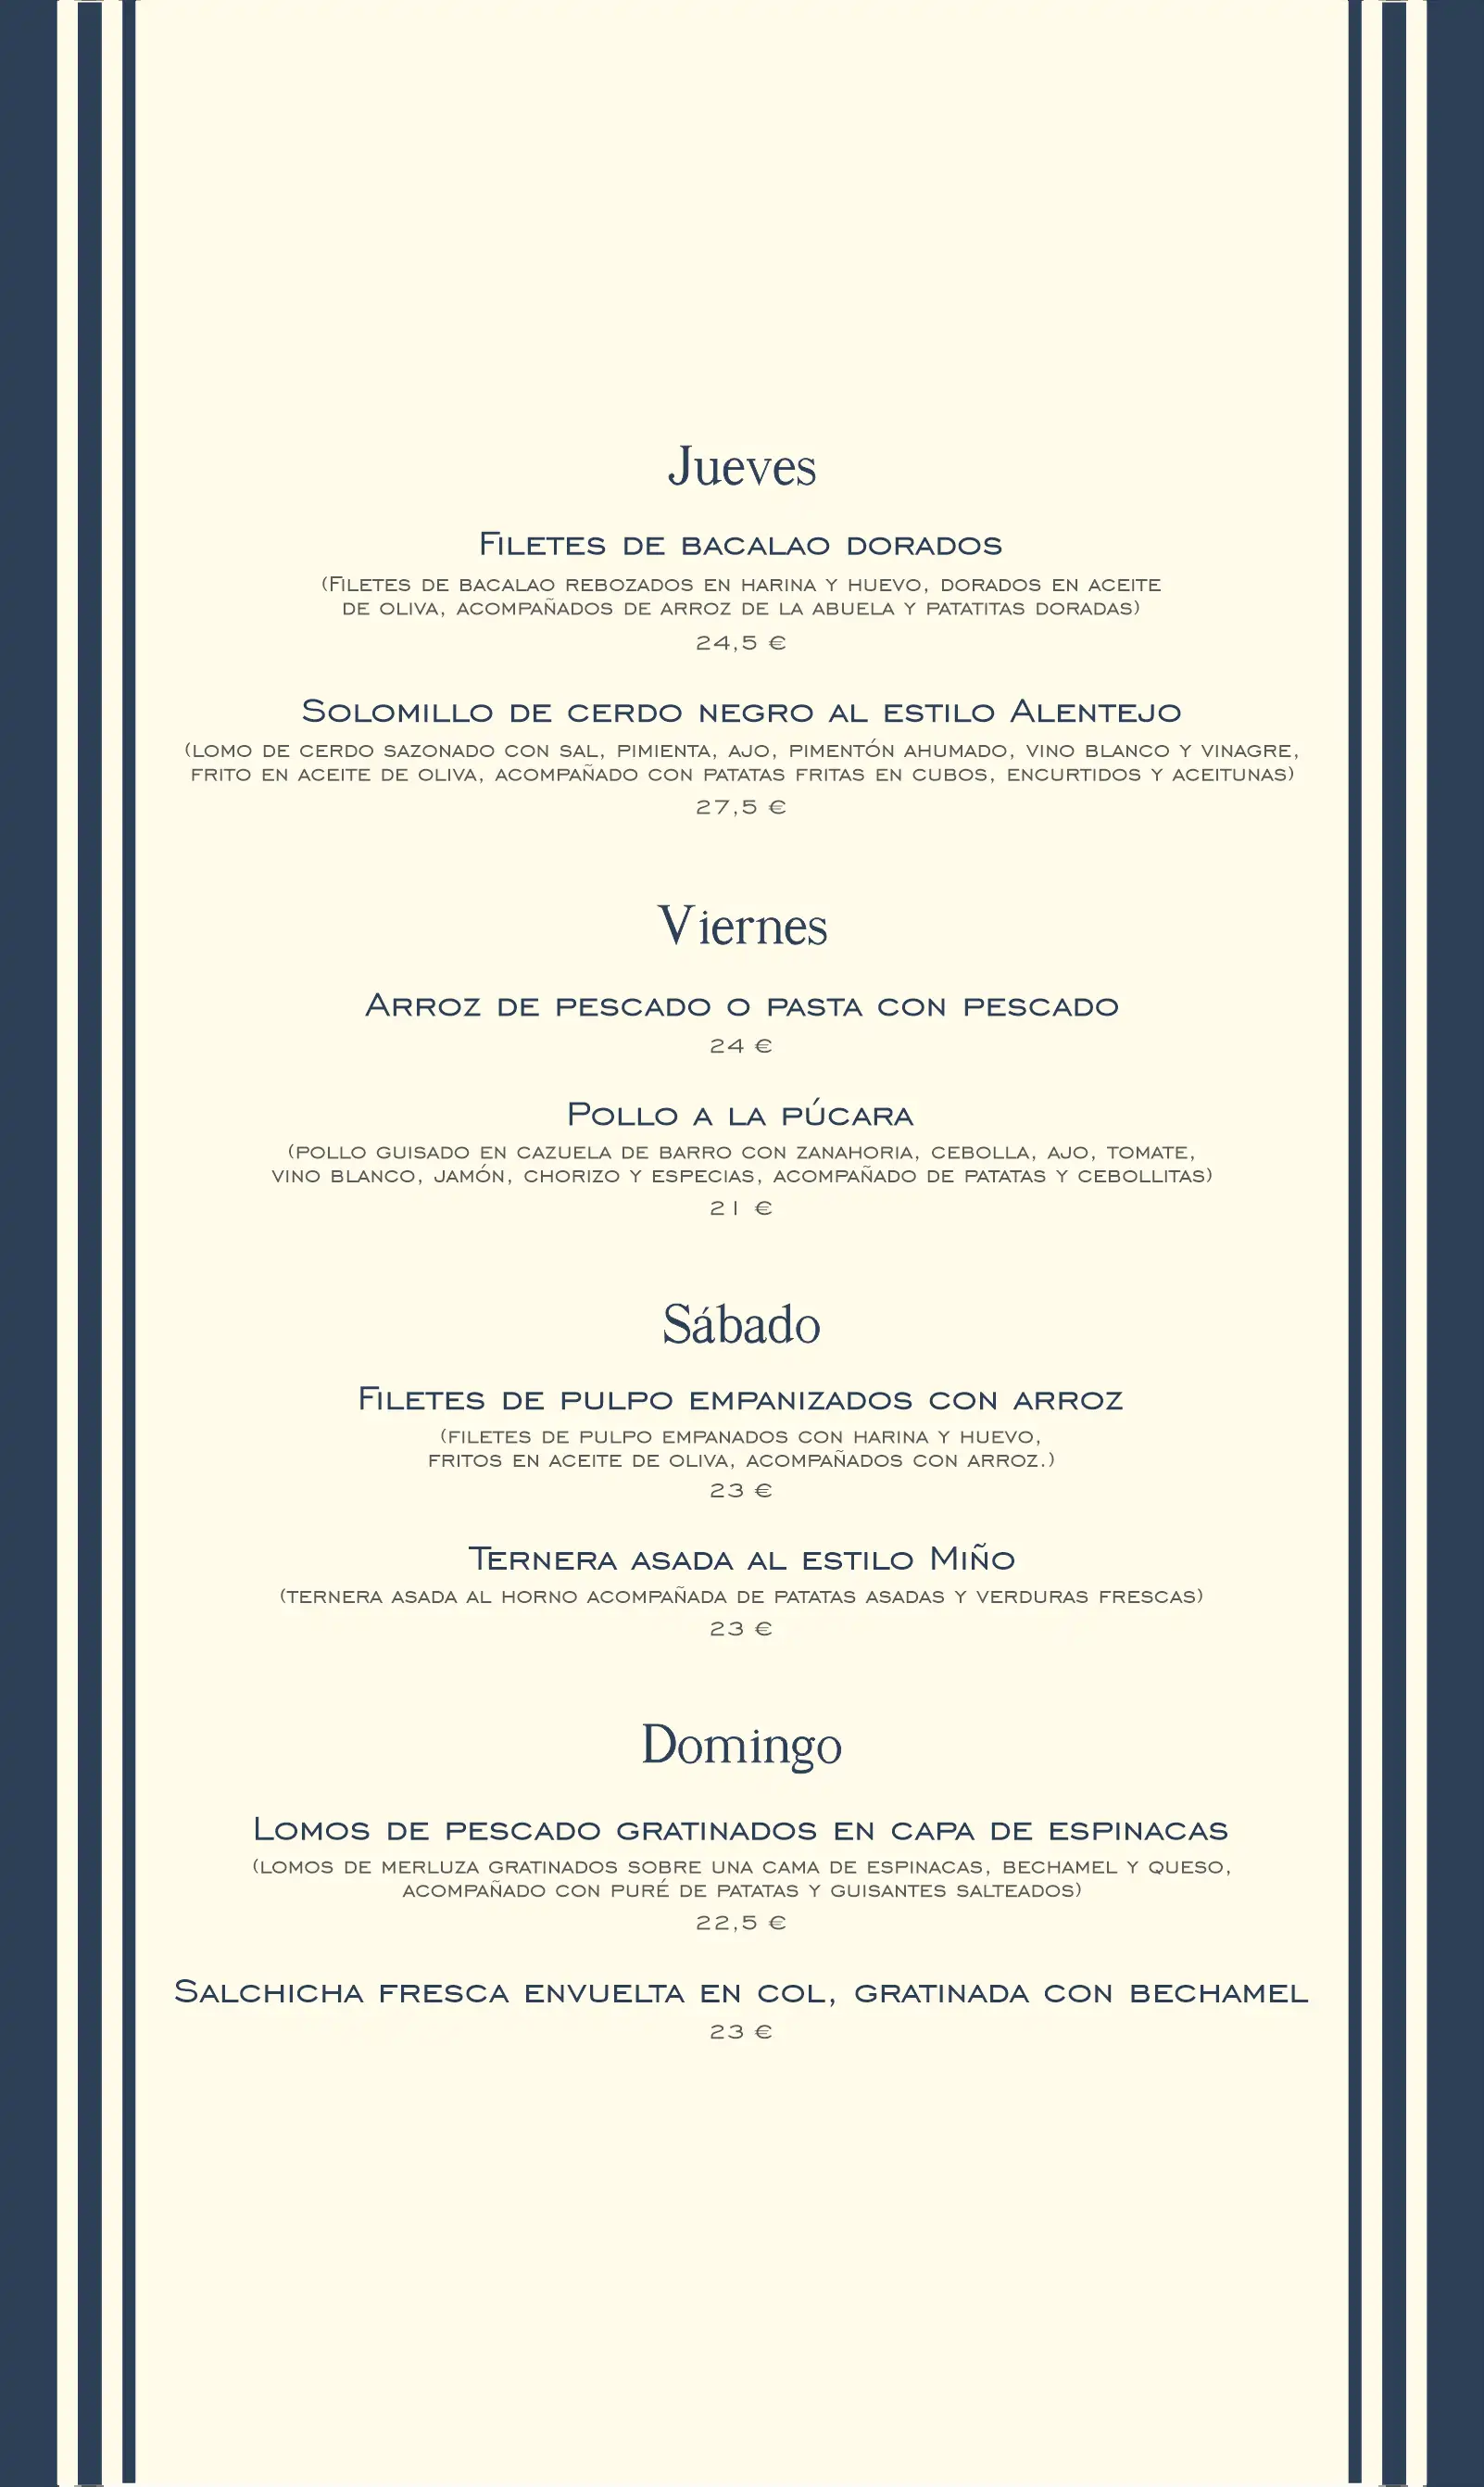 Jueves
Filetes de bacalao dorados
(Filetes de bacalao rebozados en harina y huevo, dorados en aceite
de oliva, acompañados de arroz de la abuela y patatitas doradas)
24,5 €
Solomillo de cerdo negro al estilo Alentejo
(lomo de cerdo sazonado con sal, pimienta, ajo, pimentón ahumado, vino blanco y vinagre,
frito en aceite de oliva, acompañado con patatas fritas en cubos, encurtidos y aceitunas)
27,5 €
Viernes
Arroz de pescado o pasta con pescado
24 €
Pollo a la púcara
(pollo guisado en cazuela de barro con zanahoria, cebolla, ajo, tomate,
vino blanco, jamón, chorizo y especias, acompañado de patatas y cebollitas)
21 €
Sábado
Filetes de pulpo empanizados con arroz
(filetes de pulpo empanados con harina y huevo,
fritos en aceite de oliva, acompañados con arroz.)
23 €
Ternera asada al estilo Miño
(ternera asada al horno acompañada de patatas asadas y verduras frescas)
23 €
Domingo
Lomos de pescado gratinados en capa de espinacas
(lomos de merluza gratinados sobre una cama de espinacas, bechamel y queso,
acompañado con puré de patatas y guisantes salteados)
22,5 €
Salchicha fresca envuelta en col, gratinada con bechamel
23 €